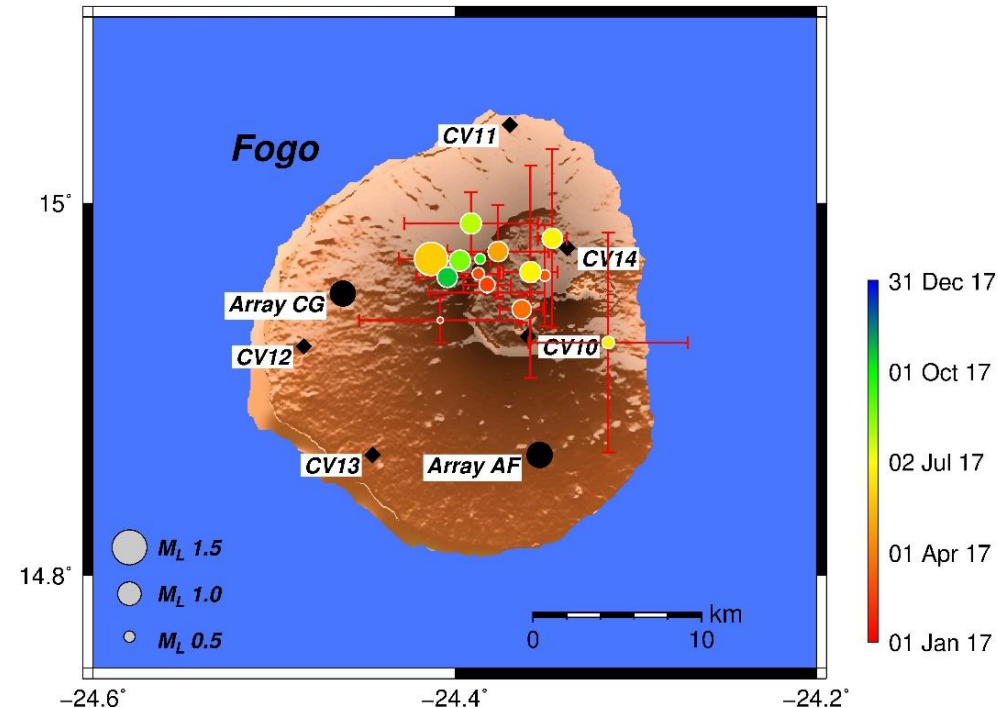 Fogo
CV11
15°
CV14
31 Dec 17
Array CG
CV12
CV10
01 Oct 17
CV13
Array AF
02 Jul 17
M_L 1.5
01 Apr 17
14.8°
M_L 1.0
km
M_L 0.5
0 10
01 Jan 17
−24.6° −24.4° −24.2°